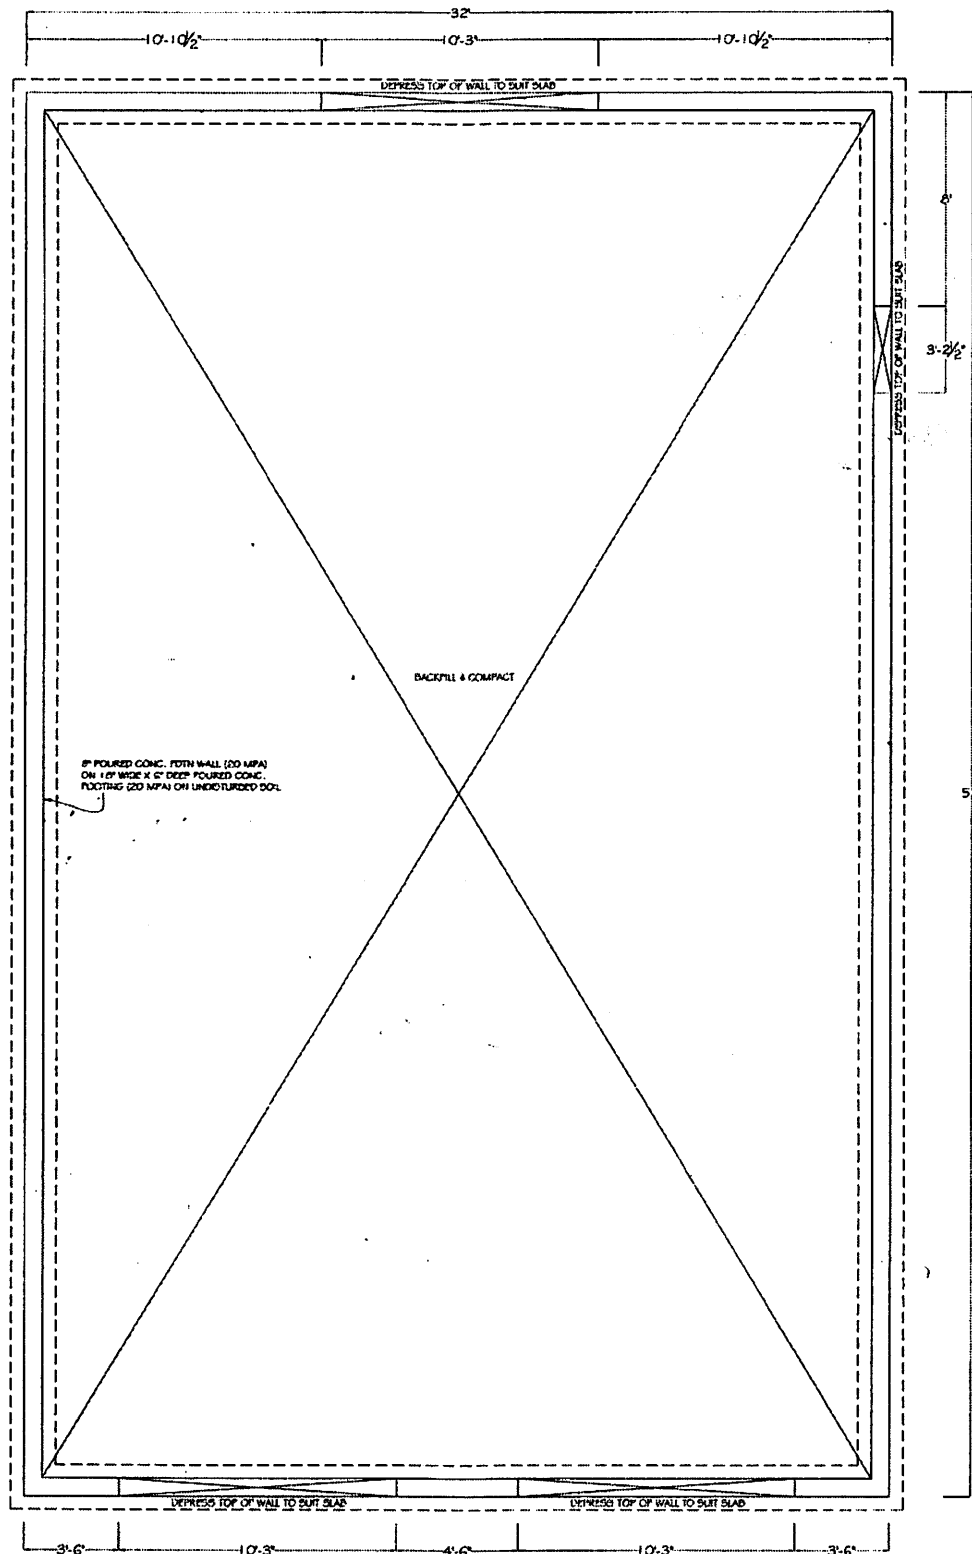 32'
10'-10½" 10'-3" 10'-10½"
DEPRESS TOP OF WALL TO SUIT SLAB
8'
DEPRESS TOP OF WALL TO SUIT SLAB
3'-2½"
BACKFILL & COMPACT
8" POURED CONC. FDTN WALL (20 MPA)
ON 18" WIDE X 6" DEEP POURED CONC.
FOOTING (20 MPA) ON UNDISTURBED SOIL
5
DEPRESS TOP OF WALL TO SUIT SLAB DEPRESS TOP OF WALL TO SUIT SLAB
3'-6" 10'-3" 4'-6" 10'-3" 3'-6"